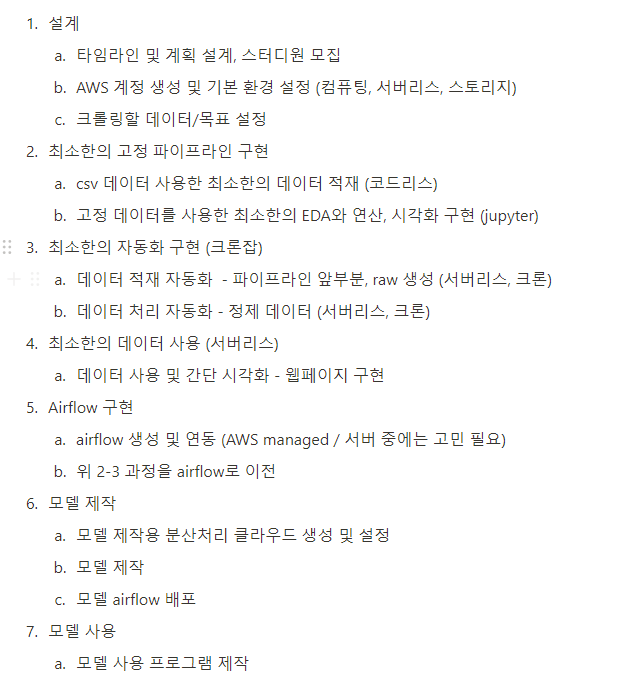 1. 설계
a. 타임라인 및 계획 설계, 스터디원 모집
b. AWS 계정 생성 및 기본 환경 설정 (컴퓨팅, 서버리스, 스토리지)
c. 크롤링할 데이터/목표 설정
2. 최소한의 고정 파이프라인 구현
a. csv 데이터 사용한 최소한의 데이터 적재 (코드리스)
b. 고정 데이터를 사용한 최소한의 EDA와 연산, 시각화 구현 (jupyter)
3. 최소한의 자동화 구현 (크론잡)
a. 데이터 적재 자동화 - 파이프라인 앞부분, raw 생성 (서버리스, 크론)
b. 데이터 처리 자동화 - 정제 데이터 (서버리스, 크론)
4. 최소한의 데이터 사용 (서버리스)
a. 데이터 사용 및 간단 시각화 - 웹페이지 구현
5. Airflow 구현
a. airflow 생성 및 연동 (AWS managed / 서버 중에는 고민 필요)
b. 위 2-3 과정을 airflow로 이전
6. 모델 제작
a. 모델 제작용 분산처리 클라우드 생성 및 설정
b. 모델 제작
c. 모델 airflow 배포
7. 모델 사용
a. 모델 사용 프로그램 제작